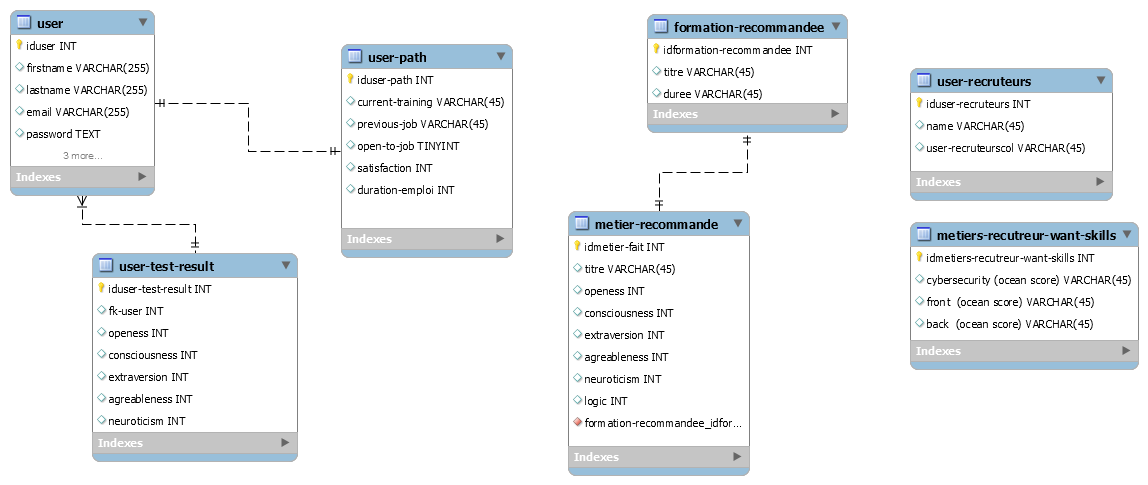 user
iduser INT
firstname VARCHAR(255)
lastname VARCHAR(255)
email VARCHAR(255)
password TEXT
3 more...
Indexes
user-path
iduser-path INT
current-training VARCHAR(45)
previous-job VARCHAR(45)
open-to-job TINYINT
satisfaction INT
duration-emploi INT
Indexes
user-test-result
iduser-test-result INT
fk-user INT
openess INT
consciousness INT
extraversion INT
agreableness INT
neuroticism INT
Indexes
formation-recommandee
idformation-recommandee INT
titre VARCHAR(45)
duree VARCHAR(45)
Indexes
metier-recommande
idmetier-fait INT
titre VARCHAR(45)
openess INT
consciousness INT
extraversion INT
agreableness INT
neuroticism INT
logic INT
formation-recommandee_idfor...
Indexes
user-recruteurs
iduser-recruteurs INT
name VARCHAR(45)
user-recruteurscol VARCHAR(45)
Indexes
metiers-recutreur-want-skills
idmetiers-recutreur-want-skills INT
cybersecurity (ocean score) VARCHAR(45)
front (ocean score) VARCHAR(45)
back (ocean score) VARCHAR(45)
Indexes